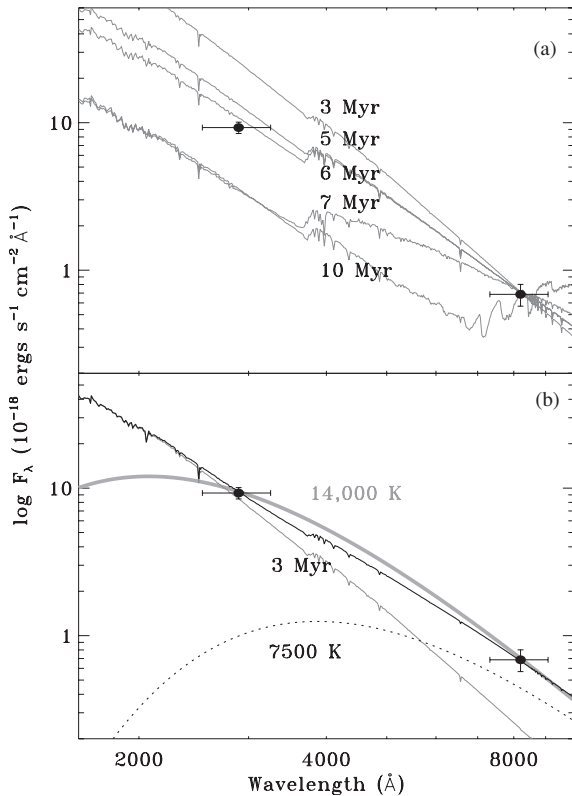 (a)
10
1
3 Myr
5 Myr
6 Myr
7 Myr
10 Myr
log F_λ (10⁻¹⁸ ergs s⁻¹ cm⁻² Å⁻¹)
(b)
10
1
14,000 K
3 Myr
7500 K
2000
4000
8000
Wavelength (Å)